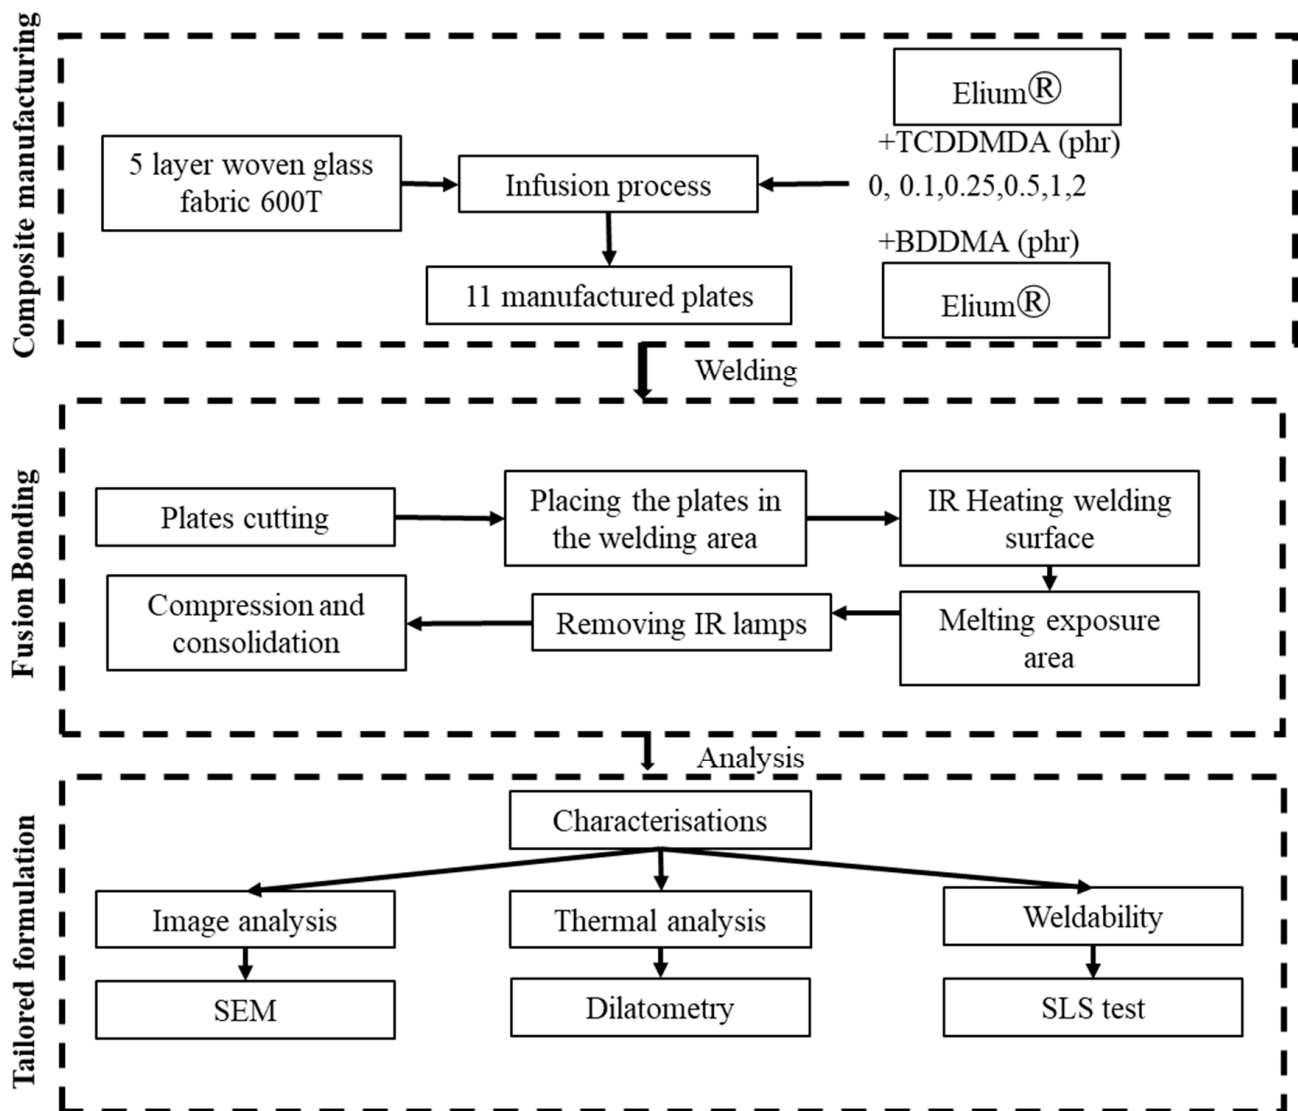 Composite manufacturing
Elium®
+TCDDMDA (phr)
5 layer woven glass
fabric 600T
Infusion process
0, 0.1,0.25,0.5,1,2
+BDDMA (phr)
11 manufactured plates
Elium®
Welding
Fusion Bonding
Plates cutting
Placing the plates in
the welding area
IR Heating welding
surface
Melting exposure
area
Removing IR lamps
Compression and
consolidation
Analysis
Tailored formulation
Characterisations
Image analysis
Thermal analysis
Weldability
SEM
Dilatometry
SLS test